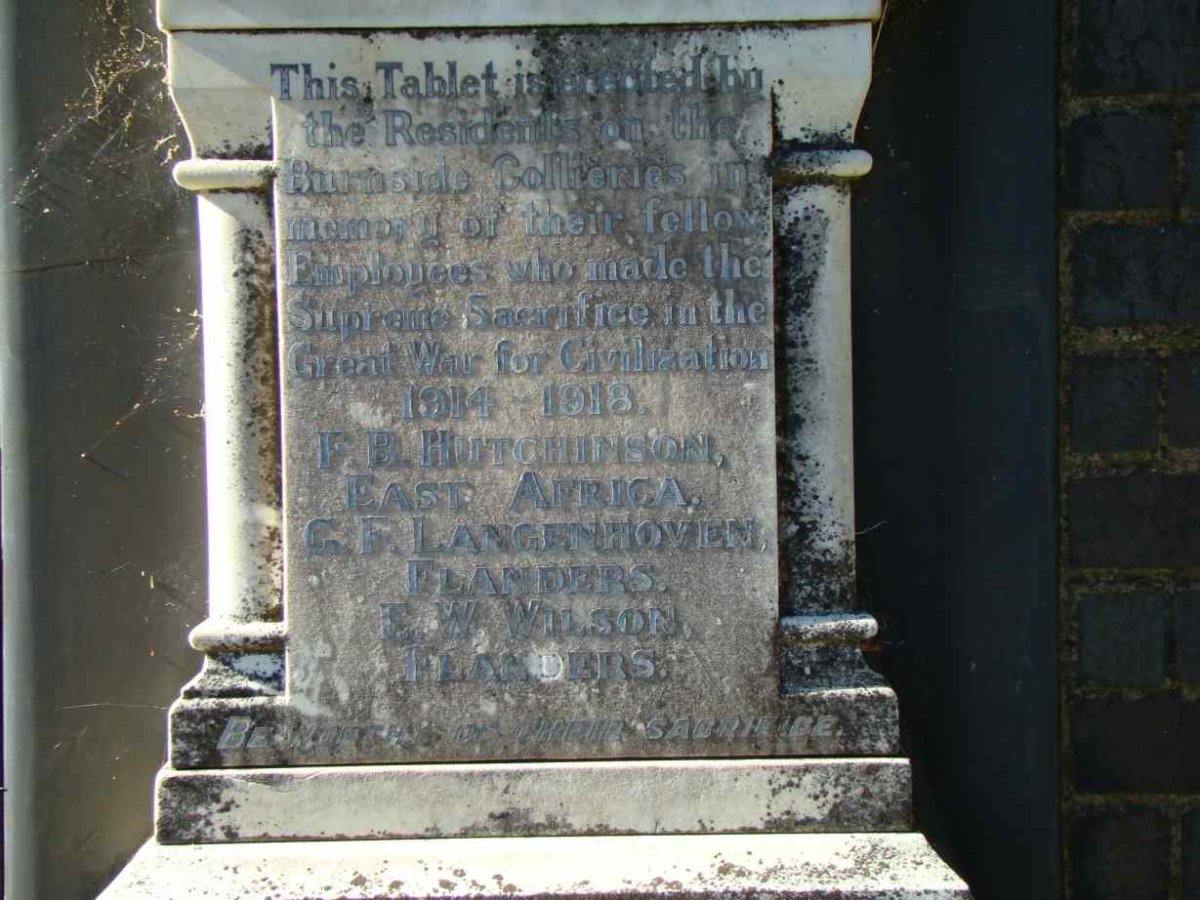 This Tablet is erected by
the Residents on the
Burnside Collieries in
memory of their fellow
Employees who made the
Supreme Sacrifice in the
Great War for Civilization
1914 - 1918.
F. B. HUTCHINSON,
EAST AFRICA.
G. F. LANGENHOVEN,
FLANDERS.
E. W. WILSON,
FLANDERS.
BE WORTHY OF THEIR SACRIFICE.